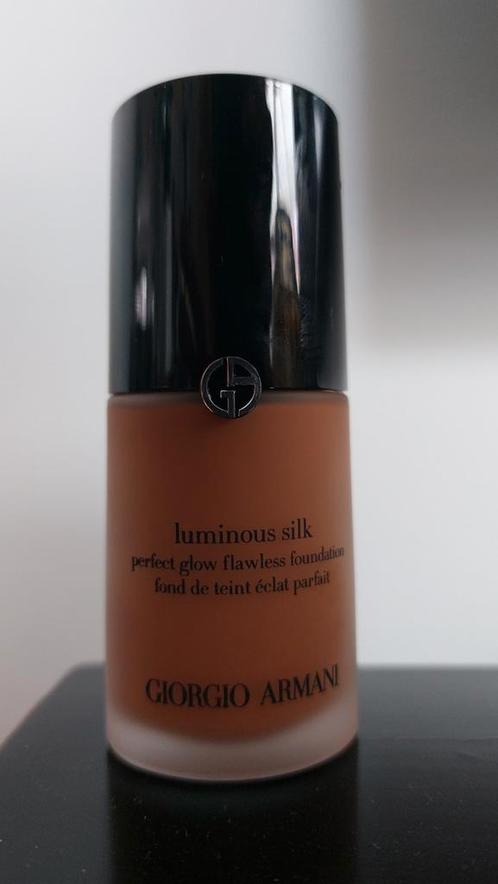 luminous silk
perfect glow flawless foundation
fond de teint éclat parfait
GIORGIO ARMANI